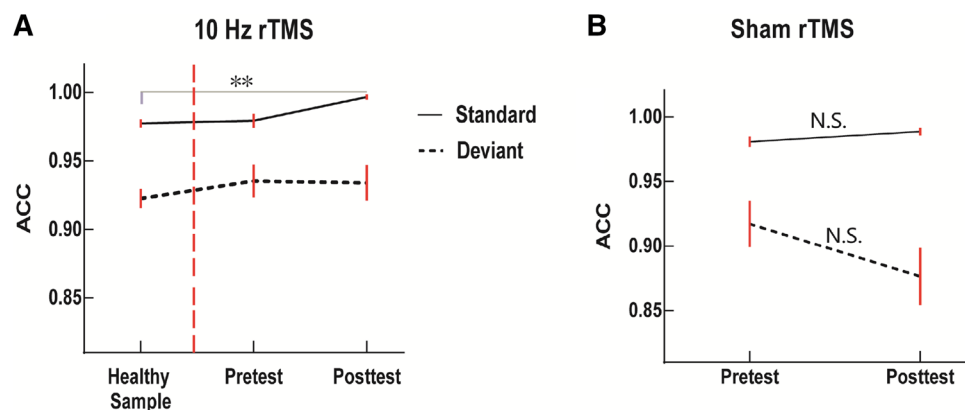 A
10 Hz rTMS
**
1.00
0.95
0.90
0.85
ACC
Healthy
Sample
Pretest
Posttest
Standard
Deviant
B
Sham rTMS
N.S.
N.S.
1.00
0.95
0.90
0.85
ACC
Pretest
Posttest